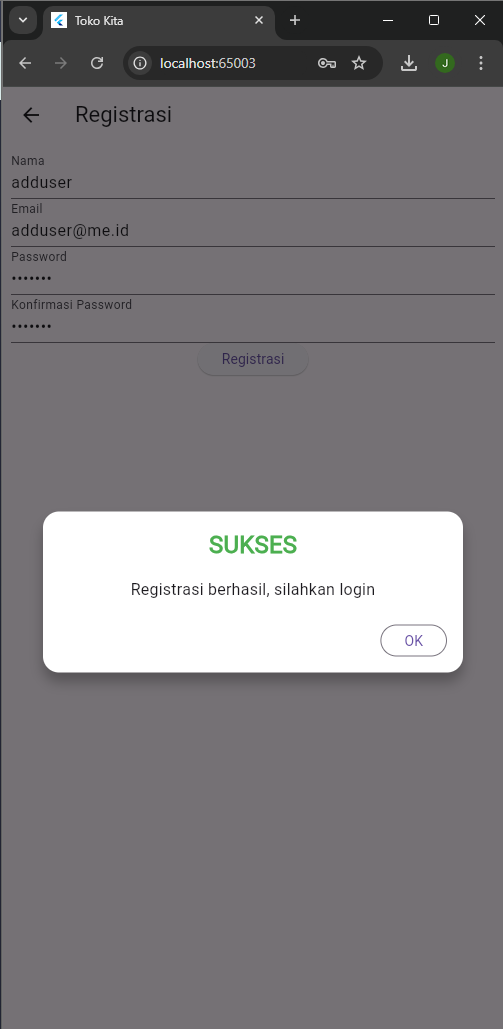 Toko Kita
localhost:65003
J
Registrasi
Nama
adduser
Email
adduser@me.id
Password
•••••••
Konfirmasi Password
•••••••
Registrasi
SUKSES
Registrasi berhasil, silahkan login
OK